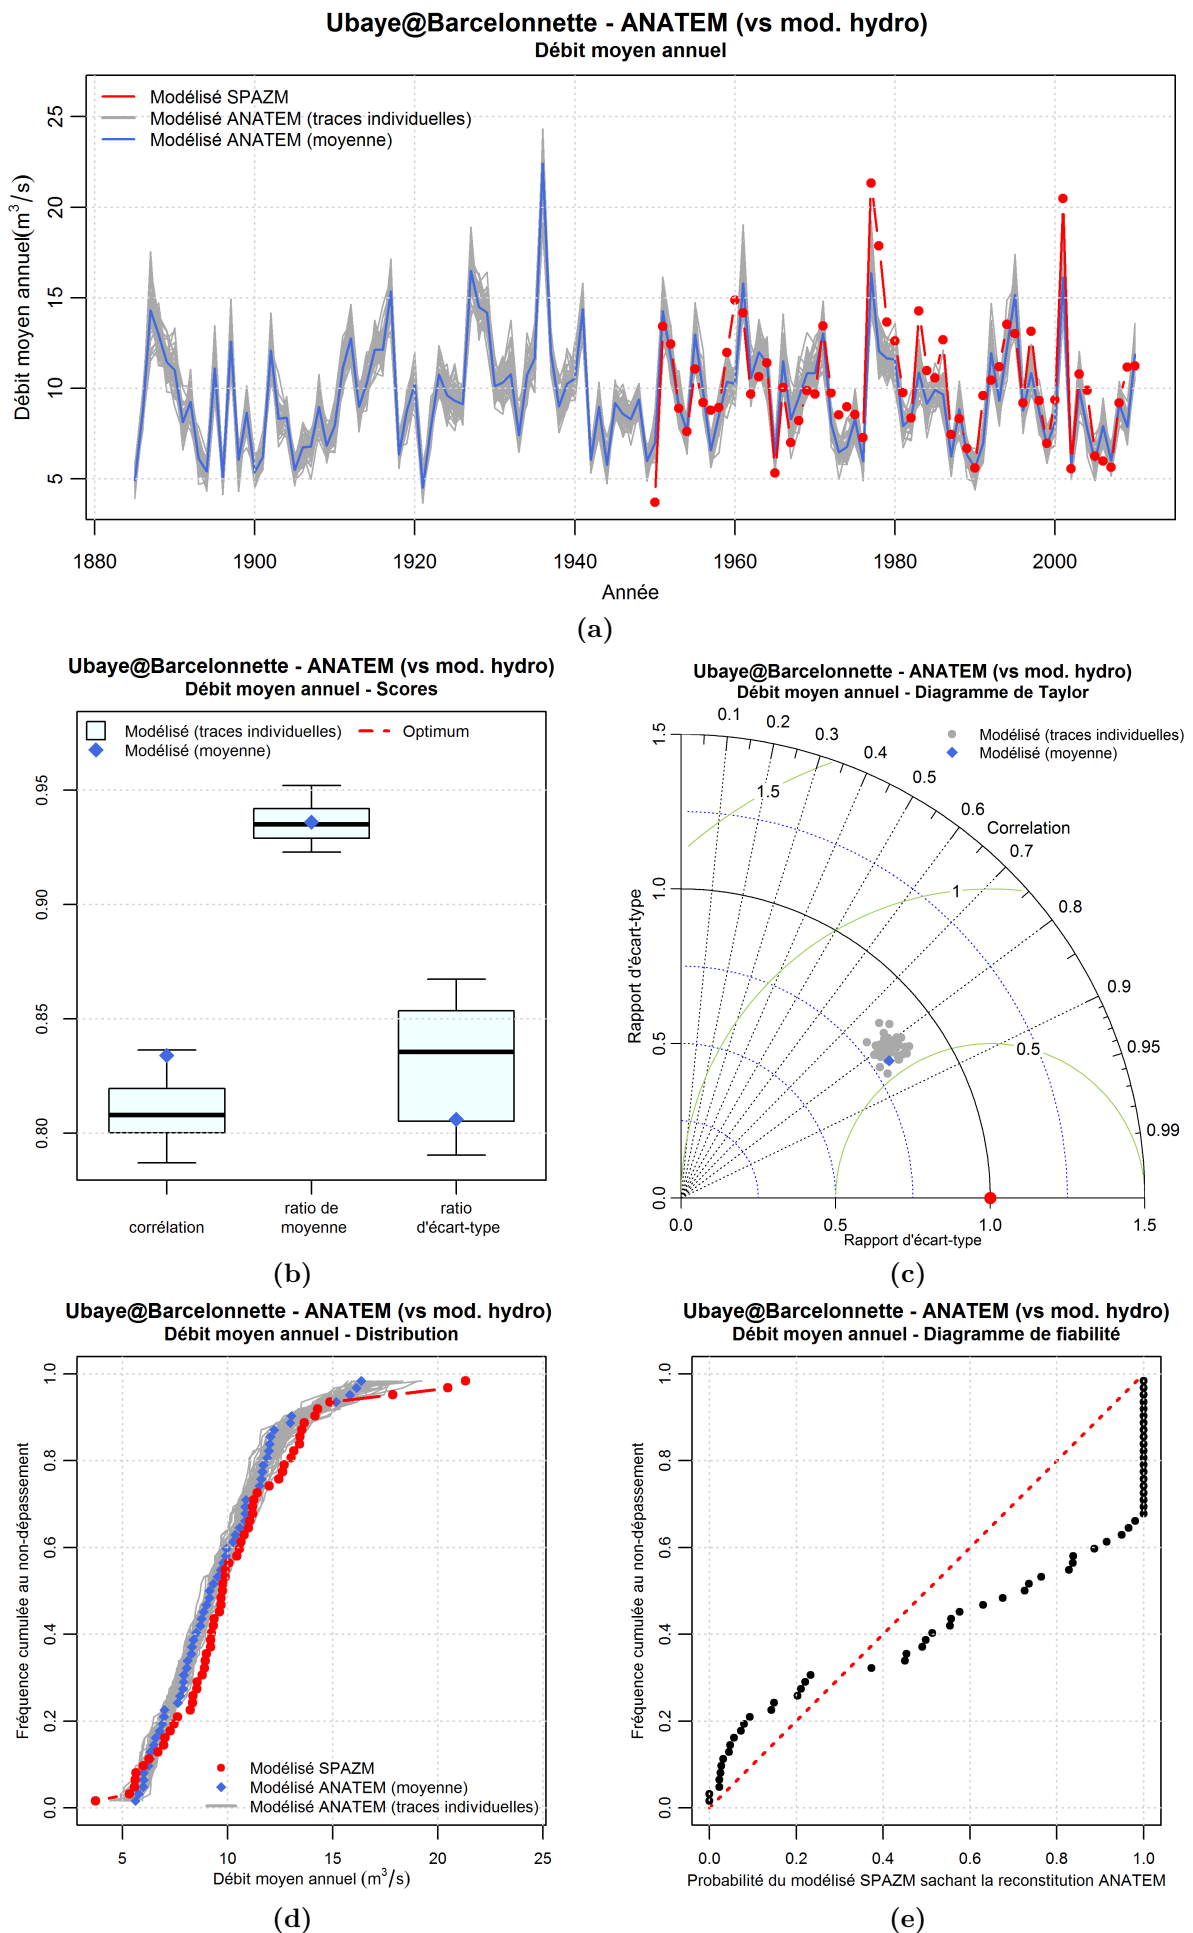 Ubaye@Barcelonnette - ANATEM (vs mod. hydro)
Débit moyen annuel
Modélisé SPAZM
Modélisé ANATEM (traces individuelles)
Modélisé ANATEM (moyenne)
Débit moyen annuel(m³/s)
25
20
15
10
5
1880 1900 1920 1940 1960 1980 2000
Année
(a)
Ubaye@Barcelonnette - ANATEM (vs mod. hydro)
Débit moyen annuel - Scores
Modélisé (traces individuelles)
Optimum
Modélisé (moyenne)
0.95
0.90
0.85
0.80
corrélation
ratio de
moyenne
ratio
d'écart-type
(b)
Ubaye@Barcelonnette - ANATEM (vs mod. hydro)
Débit moyen annuel - Diagramme de Taylor
Modélisé (traces individuelles)
Modélisé (moyenne)
0.1 0.2 0.3 0.4 0.5 0.6
Correlation
0.7 0.8 0.9 0.95 0.99
1.5
1
0.5
Rapport d'écart-type
1.5
1.0
0.5
0.0
0.0 0.5 1.0 1.5
Rapport d'écart-type
(c)
Ubaye@Barcelonnette - ANATEM (vs mod. hydro)
Débit moyen annuel - Distribution
Fréquence cumulée au non-dépassement
1.0
0.8
0.6
0.4
0.2
0.0
Modélisé SPAZM
Modélisé ANATEM (moyenne)
Modélisé ANATEM (traces individuelles)
5 10 15 20 25
Débit moyen annuel (m³/s)
(d)
Ubaye@Barcelonnette - ANATEM (vs mod. hydro)
Débit moyen annuel - Diagramme de fiabilité
Fréquence cumulée au non-dépassement
1.0
0.8
0.6
0.4
0.2
0.0
0.0 0.2 0.4 0.6 0.8 1.0
Probabilité du modélisé SPAZM sachant la reconstitution ANATEM
(e)